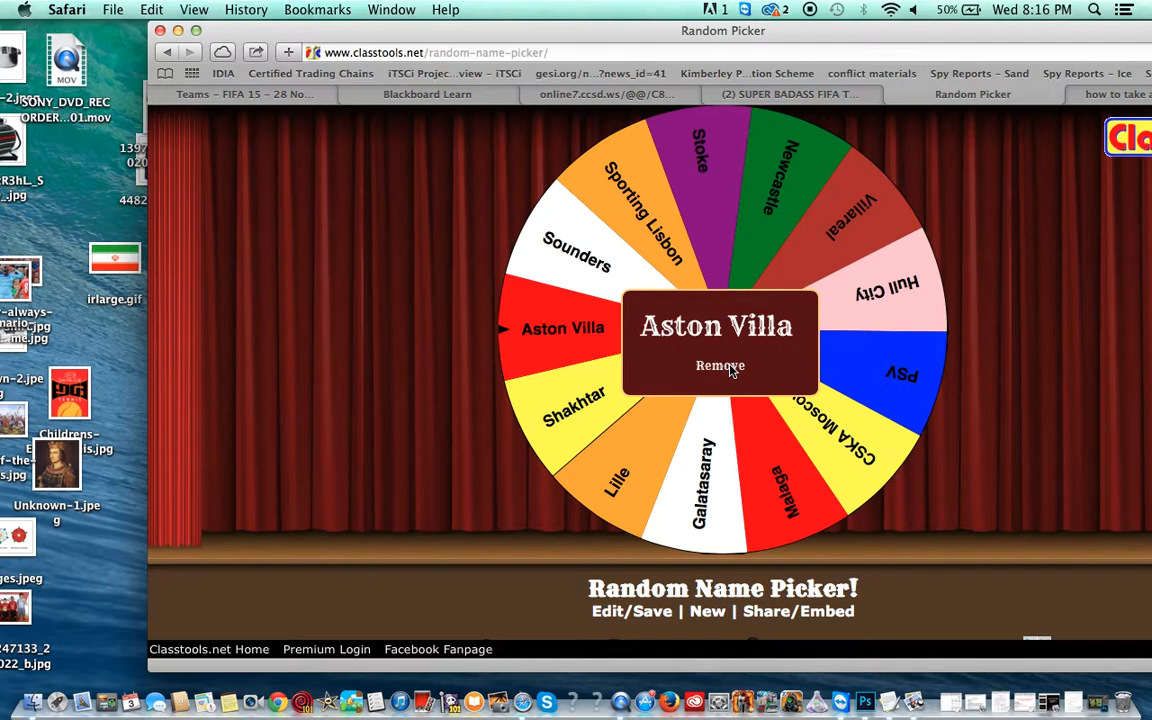 Safari File Edit View History Bookmarks Window Help
1 2 50% Wed 8:16 PM
Random Picker
www.classtools.net/random-name-picker/
IDIA Certified Trading Chains iTSCi Projec...view - iTSCi gesi.org/n...?news_id=41 Kimberley P...tion Scheme conflict materials Spy Reports - Sand Spy Reports - Ice
Teams - FIFA 15 - 28 No... Blackboard Learn online7.ccsd.ws/@@/C8... (2) SUPER BADASS FIFA T... Random Picker how to take a
MOV
SONY_DVD_REC
ORDER...01.mov
irlarge.gif
Childrens-
Unknown-1.jpe
g
Stoke
Newcastle
Villareal
Hull City
PSV
CSKA Moscow
Malaga
Galatasaray
Lille
Shakhtar
Aston Villa
Sounders
Sporting Lisbon
Aston Villa
Remove
Random Name Picker!
Edit/Save | New | Share/Embed
Classtools.net Home Premium Login Facebook Fanpage